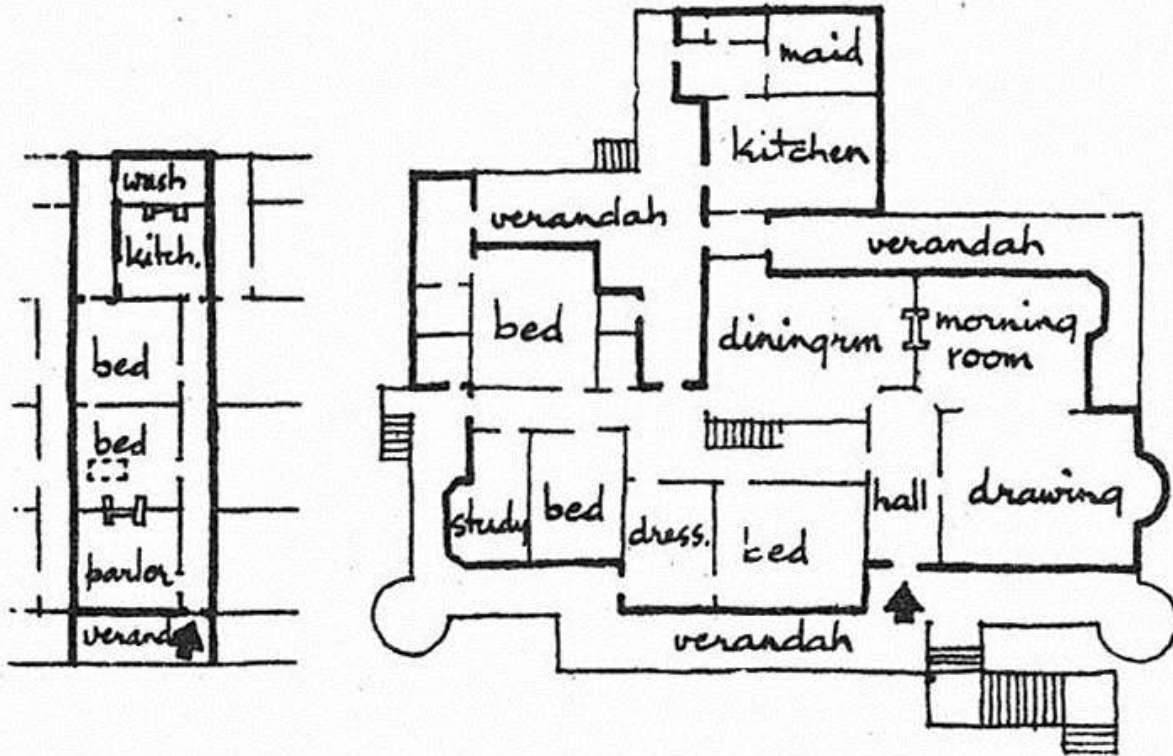 wash
kitch.
bed
bed
parlor
verand
maid
kitchen
verandah
verandah
bed
diningrm
morning
room
study
bed
dress.
bed
hall
drawing
verandah